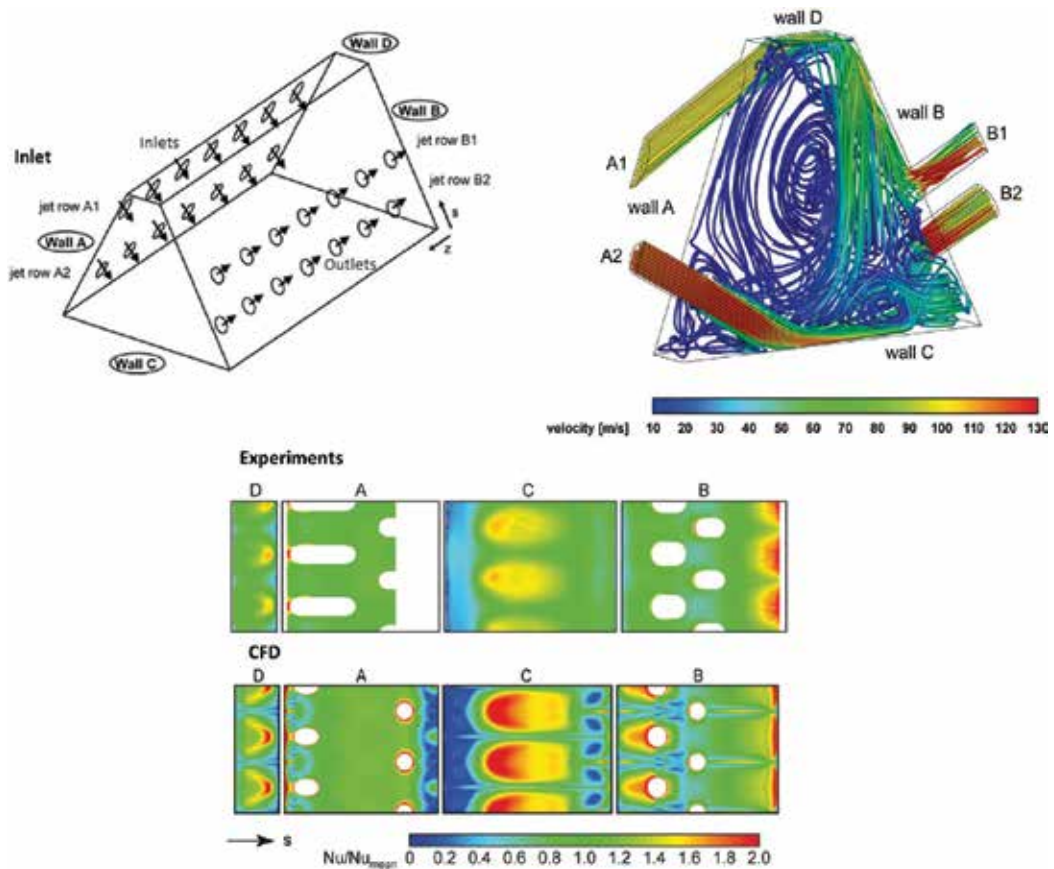 Wall D
Wall B
Inlets
jet row B1
Inlet
jet row B2
jet row A1
s
Wall A
z
jet row A2
Outlets
Wall C
wall D
wall B
B1
A1
B2
wall A
A2
wall C
velocity [m/s]
10 20 30 40 50 60 70 80 90 100 110 120 130
Experiments
D A C B
CFD
D A C B
s
Nu/Nu_mean 0 0.2 0.4 0.6 0.8 1.0 1.2 1.4 1.6 1.8 2.0